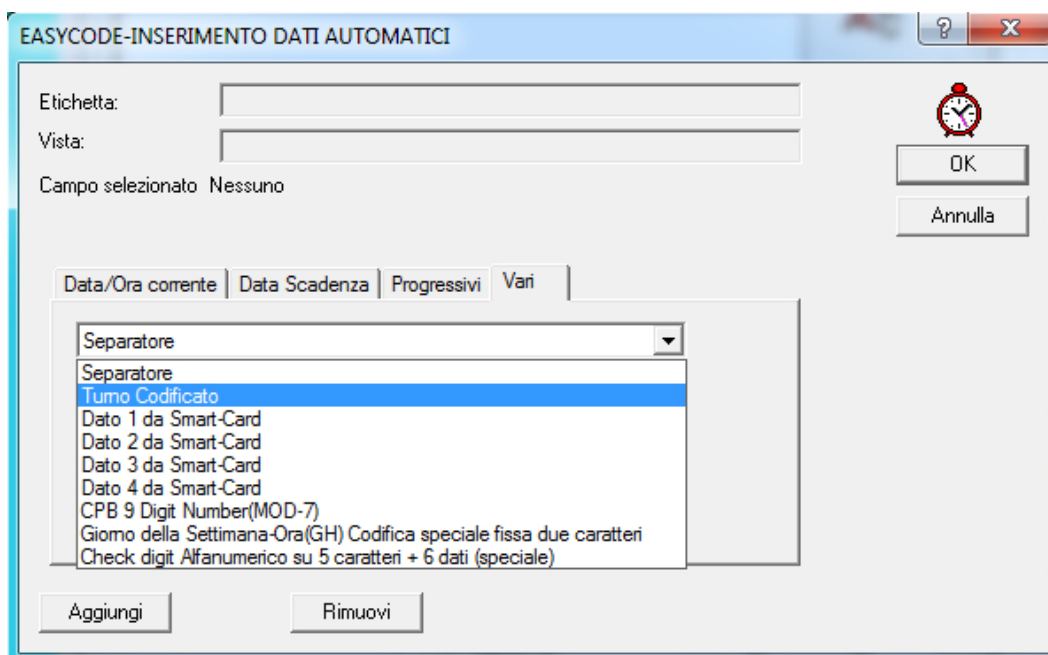 EASYCODE-INSERIMENTO DATI AUTOMATICI
Etichetta:
Vista:
Campo selezionato Nessuno
OK
Annulla
Data/Ora corrente Data Scadenza Progressivi Vari
Separatore
Separatore
Turno Codificato
Dato 1 da Smart-Card
Dato 2 da Smart-Card
Dato 3 da Smart-Card
Dato 4 da Smart-Card
CPB 9 Digit Number(MOD-7)
Giorno della Settimana-Ora(GH) Codifica speciale fissa due caratteri
Check digit Alfanumerico su 5 caratteri + 6 dati (speciale)
Aggiungi Rimuovi